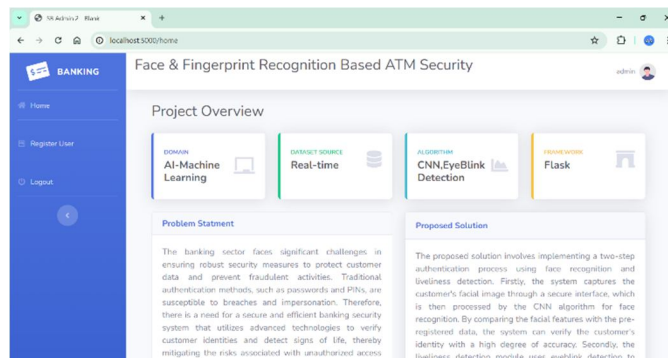 SB Admin 2 - Blank
localhost:5000/home
BANKING
Face & Fingerprint Recognition Based ATM Security
admin
Home
Project Overview
Register User
DOMAIN
AI-Machine
Learning
DATASET SOURCE
Real-time
ALGORITHM
CNN,EyeBlink
Detection
FRAMEWORK
Flask
Logout
Problem Statment
The banking sector faces significant challenges in
ensuring robust security measures to protect customer
data and prevent fraudulent activities. Traditional
authentication methods, such as passwords and PINs, are
susceptible to breaches and impersonation. Therefore,
there is a need for a secure and efficient banking security
system that utilizes advanced technologies to verify
customer identities and detect signs of life, thereby
mitigating the risks associated with unauthorized access
Proposed Solution
The proposed solution involves implementing a two-step
authentication process using face recognition and
liveliness detection. Firstly, the system captures the
customer's facial image through a secure interface, which
is then processed by the CNN algorithm for face
recognition. By comparing the facial features with the pre-
registered data, the system can verify the customer's
identity with a high degree of accuracy. Secondly, the
liveliness detection module uses eyeblink detection to